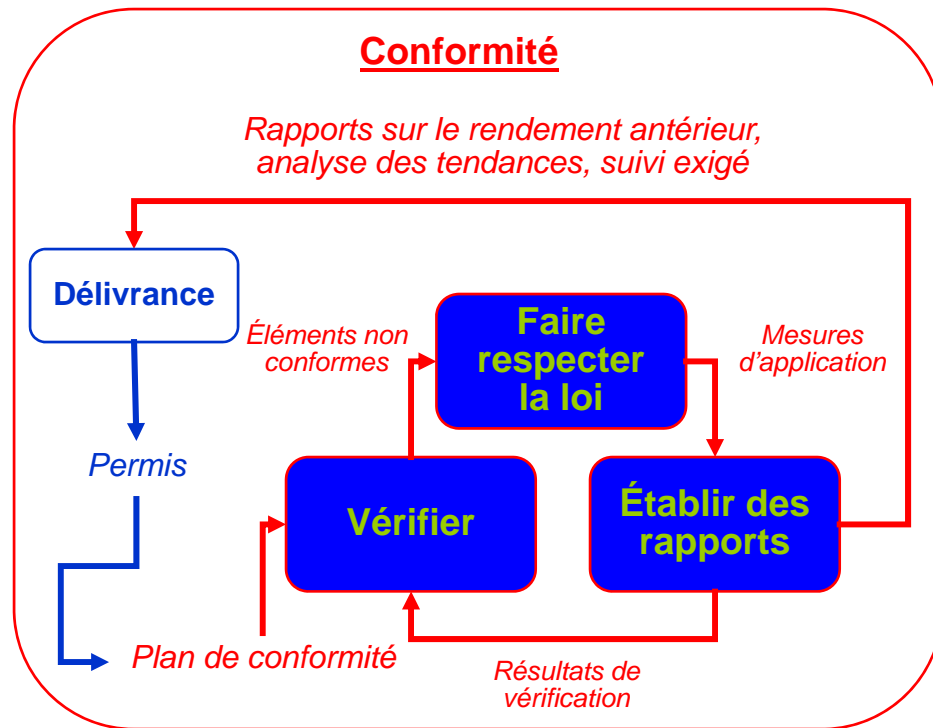 Conformité
Rapports sur le rendement antérieur,
analyse des tendances, suivi exigé
Délivrance
Éléments non
conformes
Faire
respecter
la loi
Mesures
d’application
Permis
Vérifier
Établir des
rapports
Plan de conformité
Résultats de
vérification